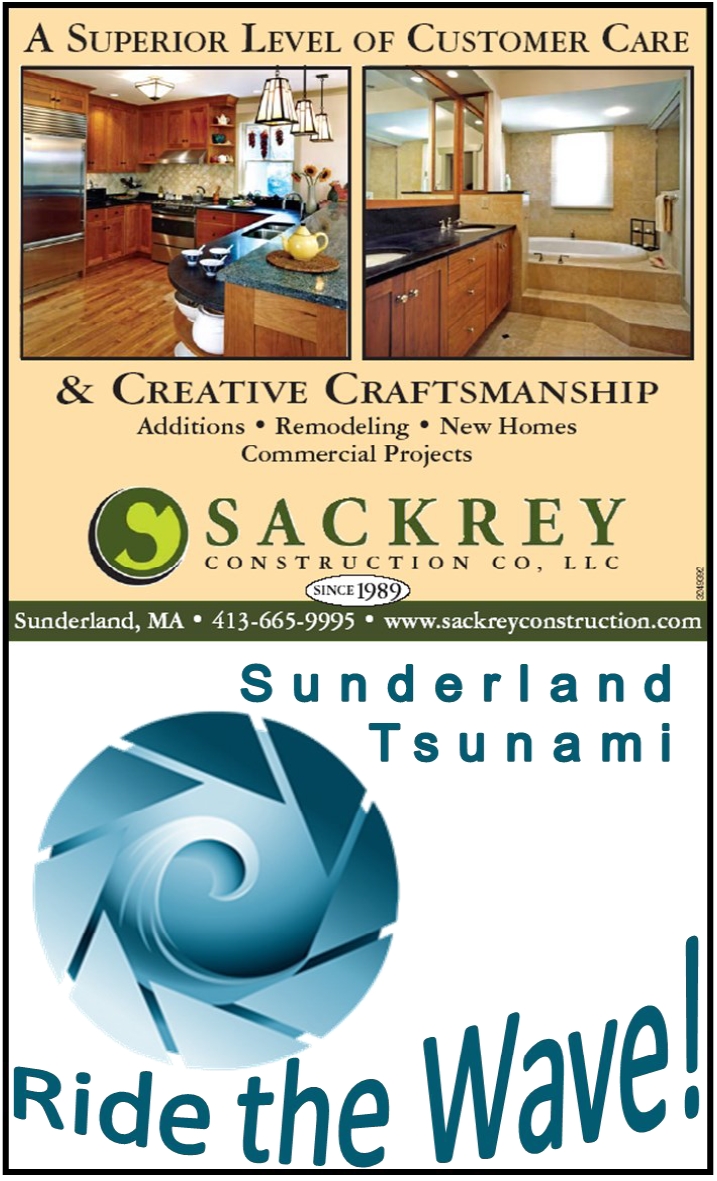 A Superior Level of Customer Care
& Creative Craftsmanship
Additions • Remodeling • New Homes
Commercial Projects
S SACKREY
CONSTRUCTION CO, LLC
SINCE 1989
3249392
Sunderland, MA • 413-665-9995 • www.sackreyconstruction.com
Sunderland
Tsunami
Ride the Wave!